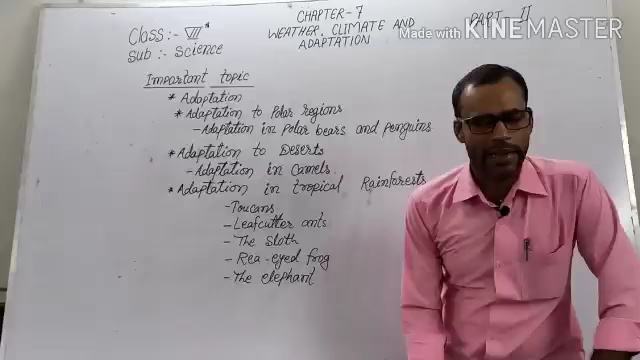 Class :- VII
Sub :- Science
CHAPTER-7
WEATHER, CLIMATE AND
ADAPTATION
PART - II
Made with KINEMASTER
Important topic
* Adaptation
* Adaptation to Polar regions
- Adaptation in Polar bears and penguins
* Adaptation to Deserts
- Adaptation in Camels.
* Adaptation in tropical Rainforests
- Toucans
- Leafcutter ants
- The Sloth
- Rea-eyed frog
- The elephant